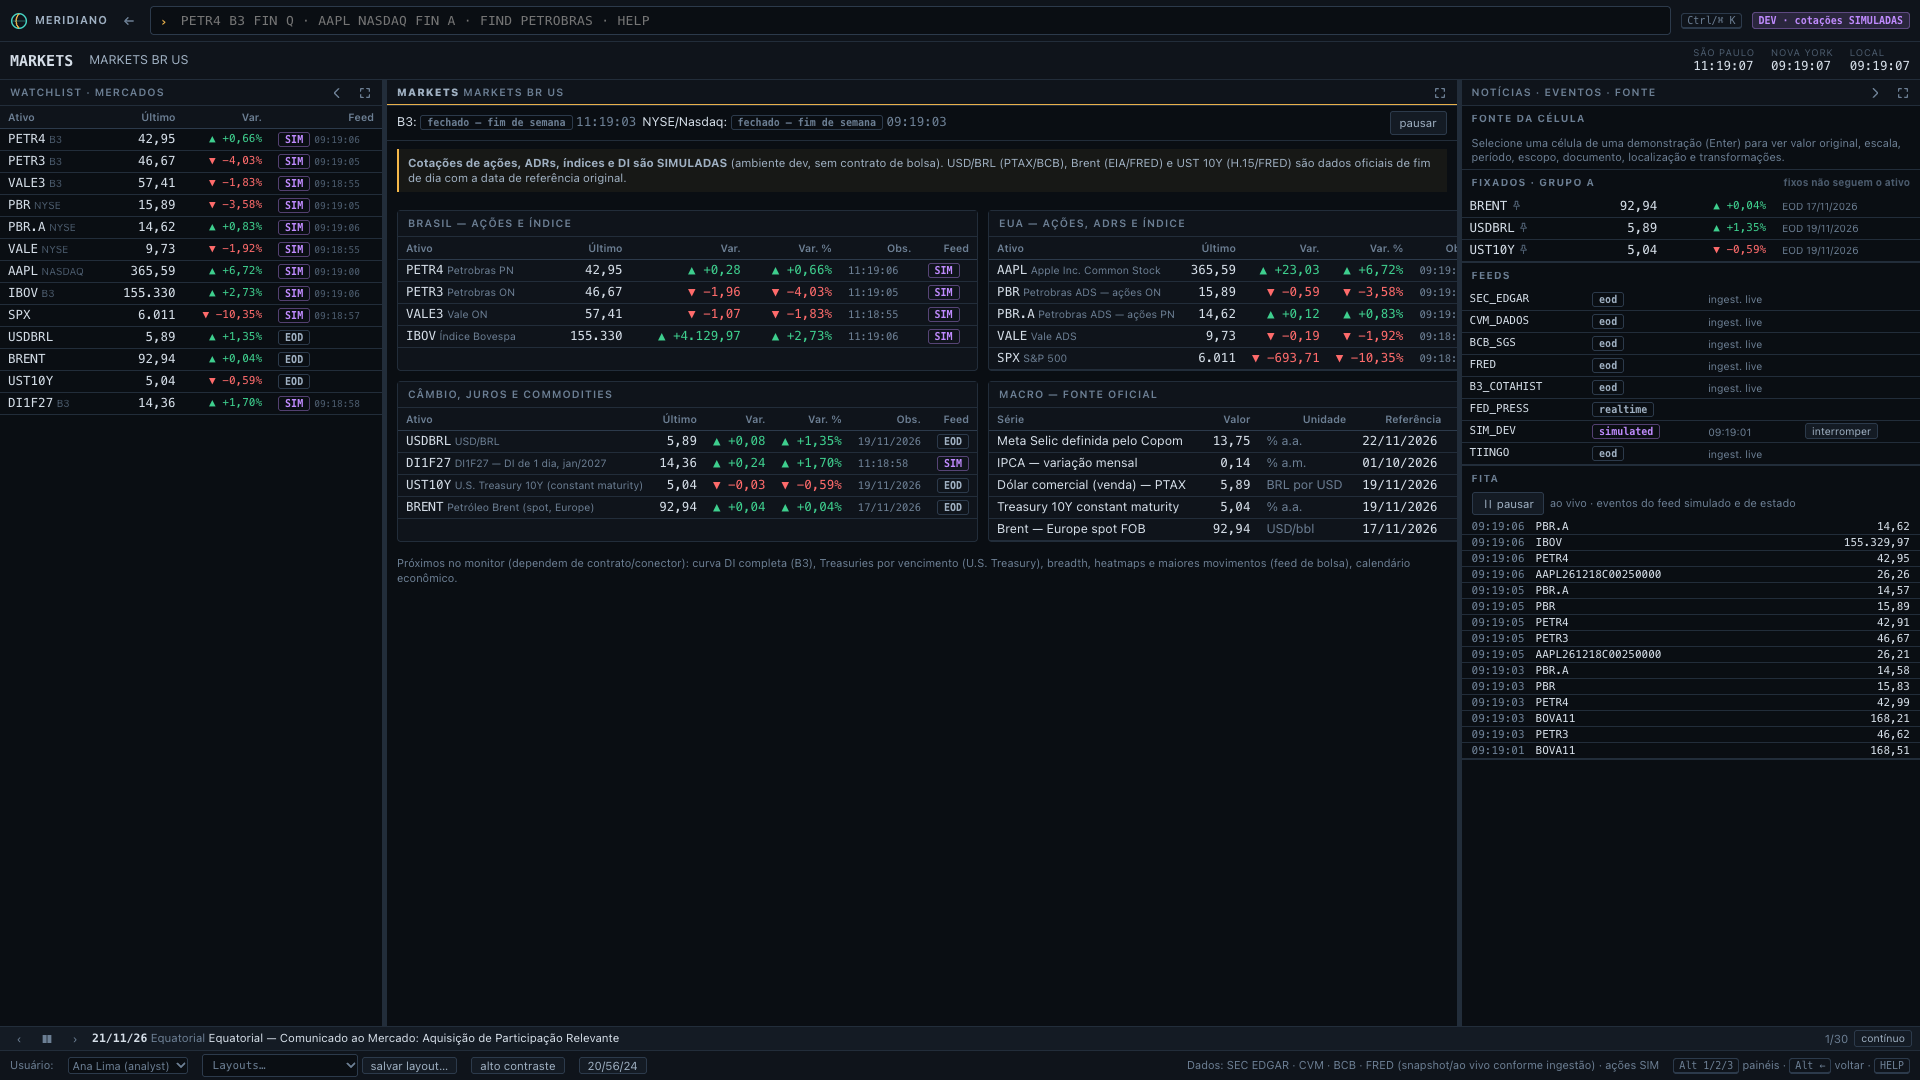 MERIDIANO ← › PETR4 B3 FIN Q · AAPL NASDAQ FIN A · FIND PETROBRAS · HELP Ctrl/⌘ K DEV · cotações SIMULADAS
MARKETS MARKETS BR US
SÃO PAULO NOVA YORK LOCAL
11:19:07 09:19:07 09:19:07
WATCHLIST · MERCADOS
Ativo Último Var. Feed
PETR4 B3 42,95 ▲ +0,66% SIM 09:19:06
PETR3 B3 46,67 ▼ −4,03% SIM 09:19:05
VALE3 B3 57,41 ▼ −1,83% SIM 09:18:55
PBR NYSE 15,89 ▼ −3,58% SIM 09:19:05
PBR.A NYSE 14,62 ▲ +0,83% SIM 09:19:06
VALE NYSE 9,73 ▼ −1,92% SIM 09:18:55
AAPL NASDAQ 365,59 ▲ +6,72% SIM 09:19:00
IBOV B3 155.330 ▲ +2,73% SIM 09:19:06
SPX 6.011 ▼ −10,35% SIM 09:18:57
USDBRL 5,89 ▲ +1,35% EOD
BRENT 92,94 ▲ +0,04% EOD
UST10Y 5,04 ▼ −0,59% EOD
DI1F27 B3 14,36 ▲ +1,70% SIM 09:18:58
MARKETS MARKETS BR US
B3: fechado — fim de semana 11:19:03 NYSE/Nasdaq: fechado — fim de semana 09:19:03 pausar
Cotações de ações, ADRs, índices e DI são SIMULADAS (ambiente dev, sem contrato de bolsa). USD/BRL (PTAX/BCB), Brent (EIA/FRED) e UST 10Y (H.15/FRED) são dados oficiais de fim
de dia com a data de referência original.
BRASIL — AÇÕES E ÍNDICE
Ativo Último Var. Var. % Obs. Feed
PETR4 Petrobras PN 42,95 ▲ +0,28 ▲ +0,66% 11:19:06 SIM
PETR3 Petrobras ON 46,67 ▼ −1,96 ▼ −4,03% 11:19:05 SIM
VALE3 Vale ON 57,41 ▼ −1,07 ▼ −1,83% 11:18:55 SIM
IBOV Índice Bovespa 155.330 ▲ +4.129,97 ▲ +2,73% 11:19:06 SIM
EUA — AÇÕES, ADRS E ÍNDICE
Ativo Último Var. Var. % Ob
AAPL Apple Inc. Common Stock 365,59 ▲ +23,03 ▲ +6,72% 09:19:
PBR Petrobras ADS — ações ON 15,89 ▼ −0,59 ▼ −3,58% 09:19:
PBR.A Petrobras ADS — ações PN 14,62 ▲ +0,12 ▲ +0,83% 09:19:
VALE Vale ADS 9,73 ▼ −0,19 ▼ −1,92% 09:18:
SPX S&P 500 6.011 ▼ −693,71 ▼ −10,35% 09:18:
CÂMBIO, JUROS E COMMODITIES
Ativo Último Var. Var. % Obs. Feed
USDBRL USD/BRL 5,89 ▲ +0,08 ▲ +1,35% 19/11/2026 EOD
DI1F27 DI1F27 — DI de 1 dia, jan/2027 14,36 ▲ +0,24 ▲ +1,70% 11:18:58 SIM
UST10Y U.S. Treasury 10Y (constant maturity) 5,04 ▼ −0,03 ▼ −0,59% 19/11/2026 EOD
BRENT Petróleo Brent (spot, Europe) 92,94 ▲ +0,04 ▲ +0,04% 17/11/2026 EOD
MACRO — FONTE OFICIAL
Série Valor Unidade Referência
Meta Selic definida pelo Copom 13,75 % a.a. 22/11/2026
IPCA — variação mensal 0,14 % a.m. 01/10/2026
Dólar comercial (venda) — PTAX 5,89 BRL por USD 19/11/2026
Treasury 10Y constant maturity 5,04 % a.a. 19/11/2026
Brent — Europe spot FOB 92,94 USD/bbl 17/11/2026
Próximos no monitor (dependem de contrato/conector): curva DI completa (B3), Treasuries por vencimento (U.S. Treasury), breadth, heatmaps e maiores movimentos (feed de bolsa), calendário
econômico.
NOTÍCIAS · EVENTOS · FONTE
FONTE DA CÉLULA
Selecione uma célula de uma demonstração (Enter) para ver valor original, escala,
período, escopo, documento, localização e transformações.
FIXADOS · GRUPO A fixos não seguem o ativo
BRENT 92,94 ▲ +0,04% EOD 17/11/2026
USDBRL 5,89 ▲ +1,35% EOD 19/11/2026
UST10Y 5,04 ▼ −0,59% EOD 19/11/2026
FEEDS
SEC_EDGAR eod ingest. live
CVM_DADOS eod ingest. live
BCB_SGS eod ingest. live
FRED eod ingest. live
B3_COTAHIST eod ingest. live
FED_PRESS realtime
SIM_DEV simulated 09:19:01 interromper
TIINGO eod ingest. live
FITA
pausar ao vivo · eventos do feed simulado e de estado
09:19:06 PBR.A 14,62
09:19:06 IBOV 155.329,97
09:19:06 PETR4 42,95
09:19:06 AAPL261218C00250000 26,26
09:19:05 PBR.A 14,57
09:19:05 PBR 15,89
09:19:05 PETR4 42,91
09:19:05 PETR3 46,67
09:19:05 AAPL261218C00250000 26,21
09:19:03 PBR.A 14,58
09:19:03 PBR 15,83
09:19:03 PETR4 42,99
09:19:03 BOVA11 168,21
09:19:03 PETR3 46,62
09:19:01 BOVA11 168,51
‹ › 21/11/26 Equatorial Equatorial — Comunicado ao Mercado: Aquisição de Participação Relevante 1/30 contínuo
Usuário: Ana Lima (analyst) Layouts… salvar layout… alto contraste 20/56/24 Dados: SEC EDGAR · CVM · BCB · FRED (snapshot/ao vivo conforme ingestão) · ações SIM Alt 1/2/3 painéis · Alt ← voltar · HELP